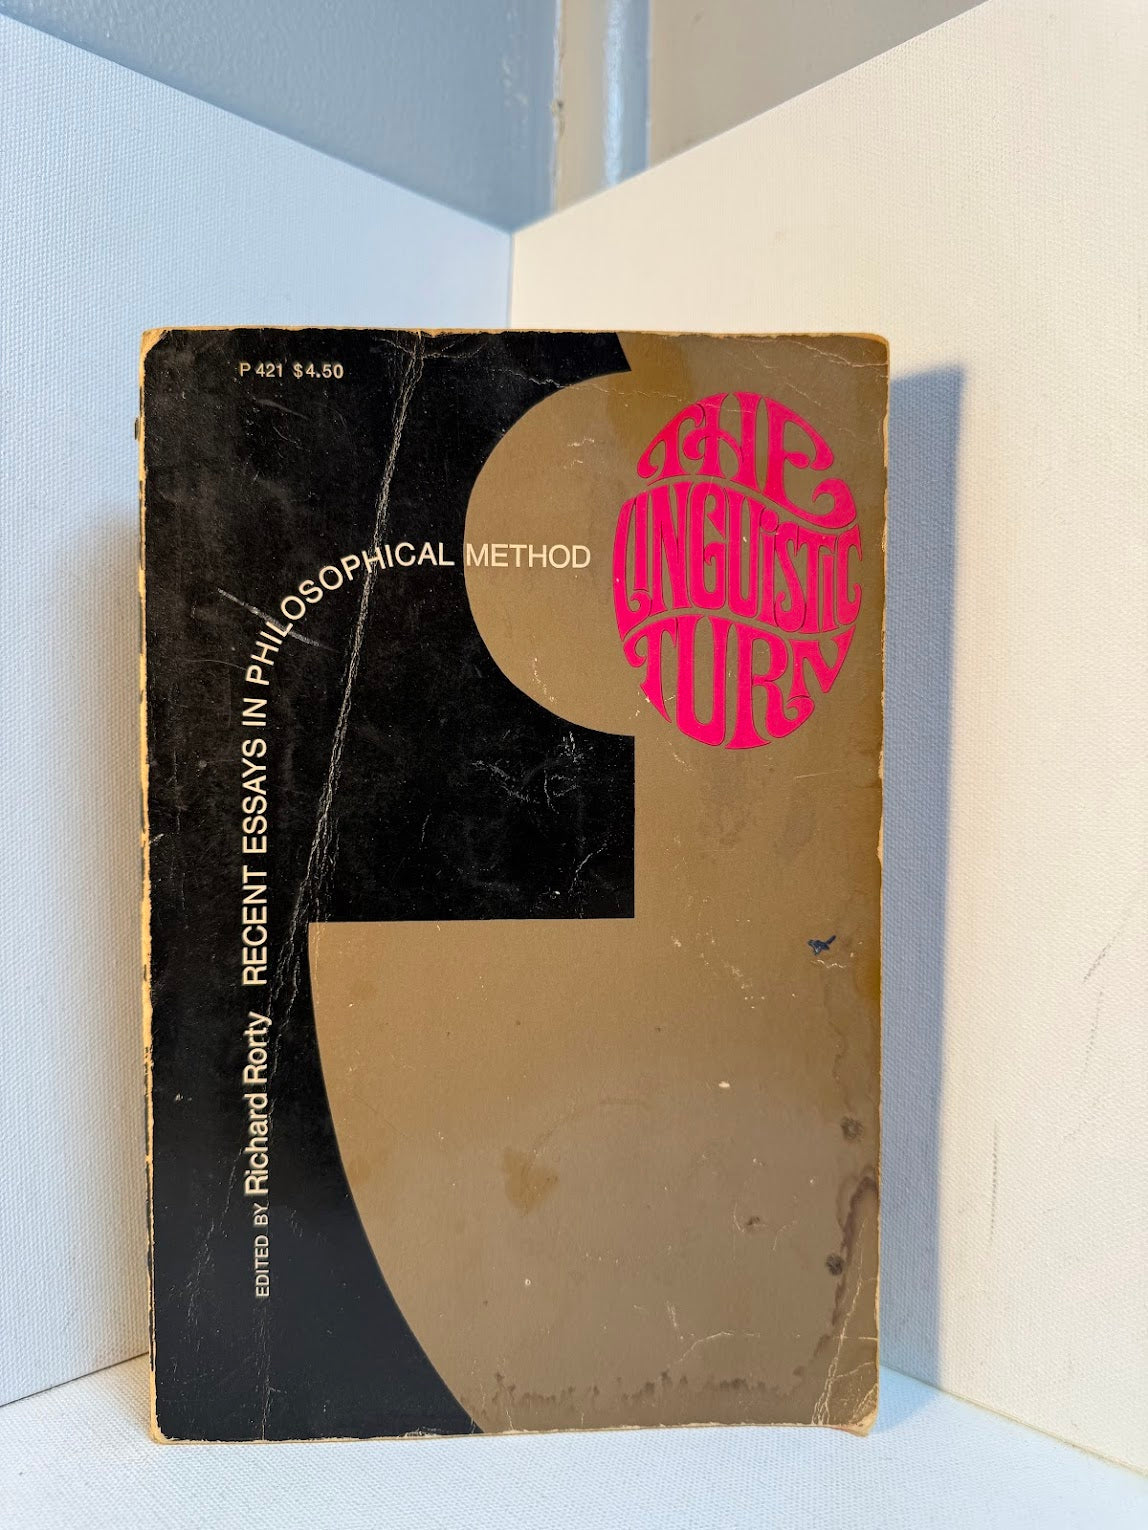 P 421 $4.50
THE
LINGUiSTiC
TURN
RECENT ESSAYS IN PHILOSOPHICAL METHOD
EDITED BY Richard Rorty